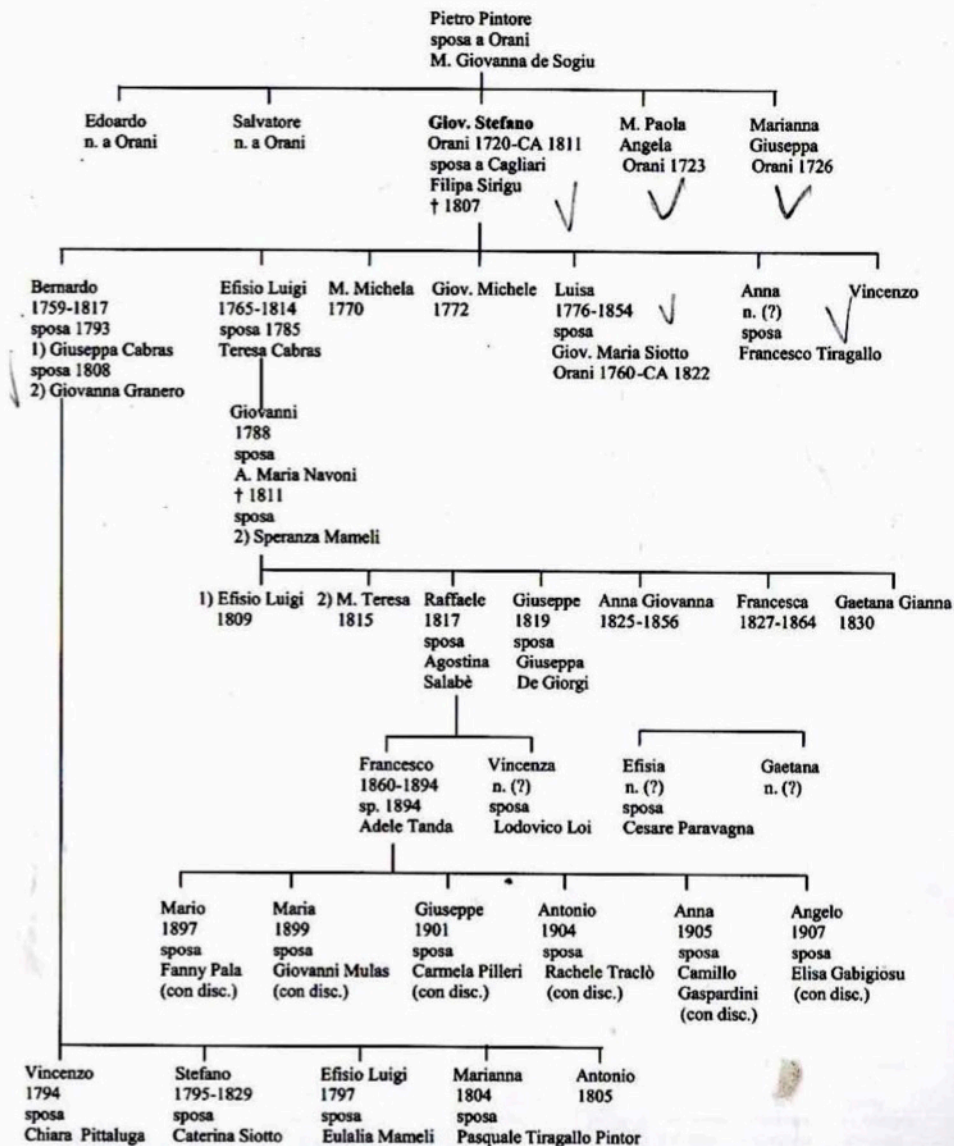 Pietro Pintore
sposa a Orani
M. Giovanna de Sogiu
Edoardo
n. a Orani
Salvatore
n. a Orani
Giov. Stefano
Orani 1720-CA 1811
sposa a Cagliari
Filipa Sirigu
† 1807
M. Paola
Angela
Orani 1723
Marianna
Giuseppa
Orani 1726
Bernardo
1759-1817
sposa 1793
1) Giuseppa Cabras
sposa 1808
2) Giovanna Granero
Efisio Luigi
1765-1814
sposa 1785
Teresa Cabras
M. Michela
1770
Giov. Michele
1772
Luisa
1776-1854
sposa
Giov. Maria Siotto
Orani 1760-CA 1822
Anna
n. (?)
sposa
Francesco Tiragallo
Vincenzo
Giovanni
1788
sposa
A. Maria Navoni
† 1811
sposa
2) Speranza Mameli
1) Efisio Luigi
1809
2) M. Teresa
1815
Raffaele
1817
sposa
Agostina
Salabè
Giuseppe
1819
sposa
Giuseppa
De Giorgi
Anna Giovanna
1825-1856
Francesca
1827-1864
Gaetana Gianna
1830
Francesco
1860-1894
sp. 1894
Adele Tanda
Vincenza
n. (?)
sposa
Lodovico Loi
Efisia
n. (?)
sposa
Cesare Paravagna
Gaetana
n. (?)
Mario
1897
sposa
Fanny Pala
(con disc.)
Maria
1899
sposa
Giovanni Mulas
(con disc.)
Giuseppe
1901
sposa
Carmela Pilleri
(con disc.)
Antonio
1904
sposa
Rachele Traclò
(con disc.)
Anna
1905
sposa
Camillo
Gaspardini
(con disc.)
Angelo
1907
sposa
Elisa Gabigiosu
(con disc.)
Vincenzo
1794
sposa
Chiara Pittaluga
Stefano
1795-1829
sposa
Caterina Siotto
Efisio Luigi
1797
sposa
Eulalia Mameli
Marianna
1804
sposa
Pasquale Tiragallo Pintor
Antonio
1805